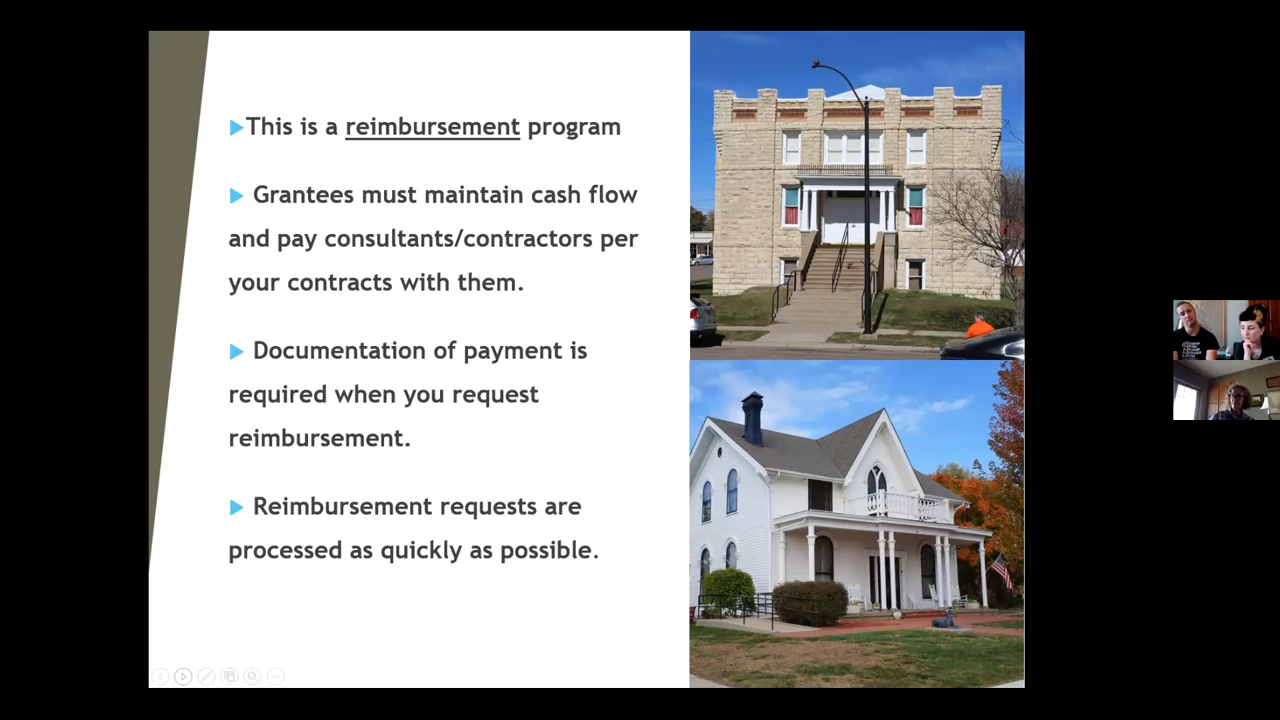 This is a reimbursement program
Grantees must maintain cash flow
and pay consultants/contractors per
your contracts with them.
Documentation of payment is
required when you request
reimbursement.
Reimbursement requests are
processed as quickly as possible.